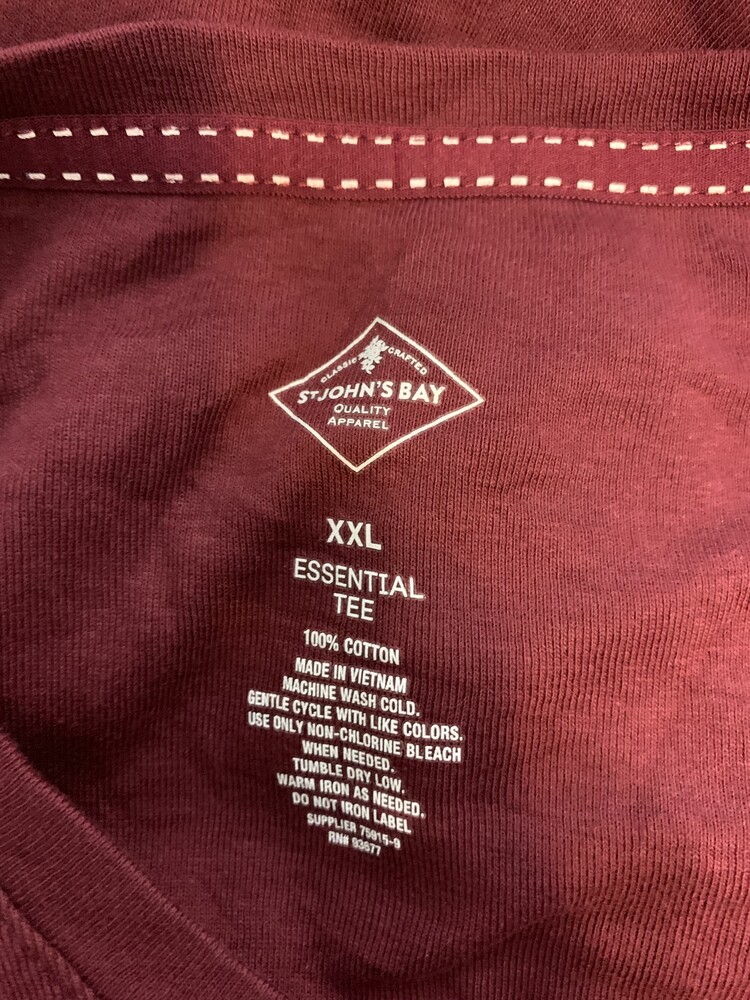 CLASSIC CRAFTED
ST JOHN'S BAY
QUALITY
APPAREL
XXL
ESSENTIAL
TEE
100% COTTON
MADE IN VIETNAM
MACHINE WASH COLD.
GENTLE CYCLE WITH LIKE COLORS.
USE ONLY NON-CHLORINE BLEACH
WHEN NEEDED.
TUMBLE DRY LOW.
WARM IRON AS NEEDED.
DO NOT IRON LABEL
SUPPLIER 75915-9
RN# 93677